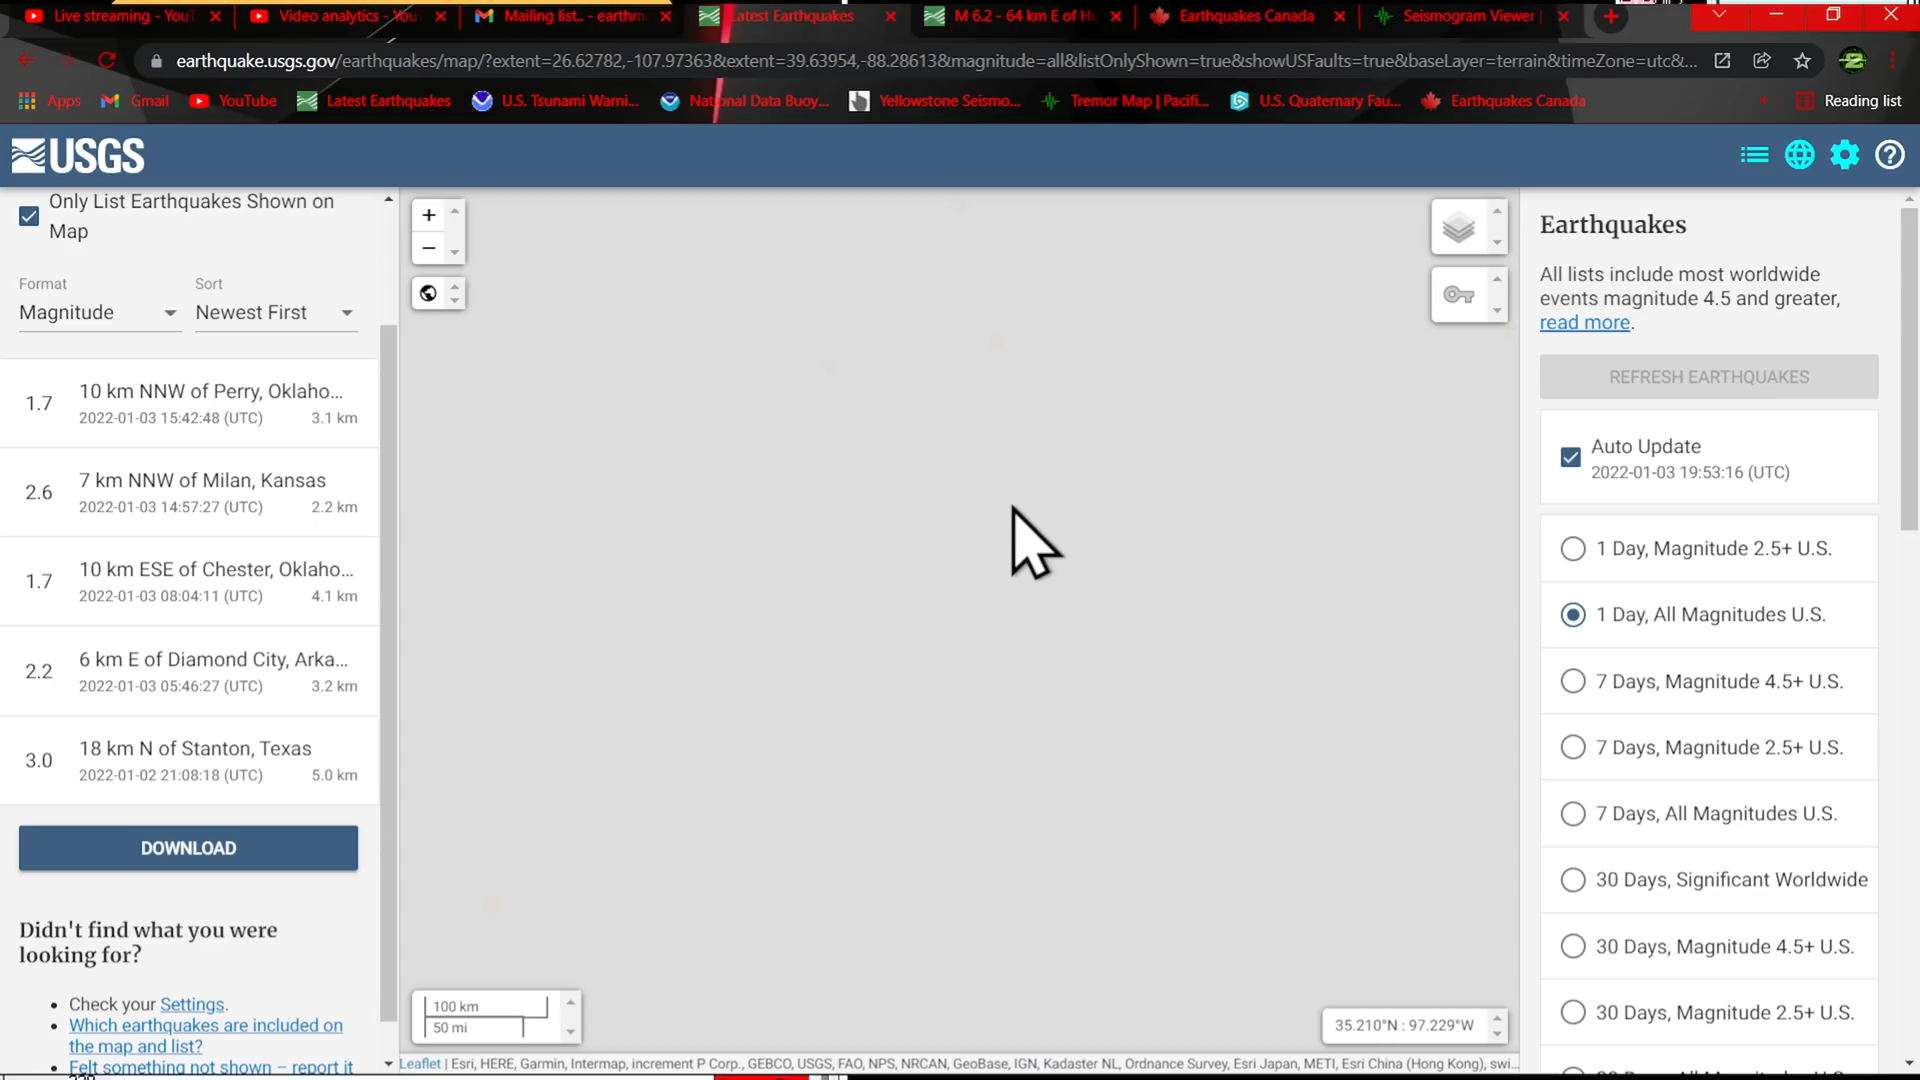 Live streaming - YouT
Video analytics - You
Mailing list.. - earthm
Latest Earthquakes
M 6.2 - 64 km E of Hu
Earthquakes Canada
Seismogram Viewer |
earthquake.usgs.gov/earthquakes/map/?extent=26.62782,-107.97363&extent=39.63954,-88.28613&magnitude=all&listOnlyShown=true&showUSFaults=true&baseLayer=terrain&timeZone=utc&...
Apps
Gmail
YouTube
Latest Earthquakes
U.S. Tsunami Warni...
National Data Buoy...
Yellowstone Seismo...
Tremor Map | Pacifi...
U.S. Quaternary Fau...
Earthquakes Canada
Reading list
USGS
Only List Earthquakes Shown on
Map
Format
Sort
Magnitude
Newest First
1.7
10 km NNW of Perry, Oklaho...
2022-01-03 15:42:48 (UTC) 3.1 km
2.6
7 km NNW of Milan, Kansas
2022-01-03 14:57:27 (UTC) 2.2 km
1.7
10 km ESE of Chester, Oklaho...
2022-01-03 08:04:11 (UTC) 4.1 km
2.2
6 km E of Diamond City, Arka...
2022-01-03 05:46:27 (UTC) 3.2 km
3.0
18 km N of Stanton, Texas
2022-01-02 21:08:18 (UTC) 5.0 km
DOWNLOAD
Didn't find what you were
looking for?
Check your Settings.
Which earthquakes are included on
the map and list?
Felt something not shown – report it
+
−
100 km
50 mi
35.210°N : 97.229°W
Leaflet | Esri, HERE, Garmin, Intermap, increment P Corp., GEBCO, USGS, FAO, NPS, NRCAN, GeoBase, IGN, Kadaster NL, Ordnance Survey, Esri Japan, METI, Esri China (Hong Kong), swi...
Earthquakes
All lists include most worldwide
events magnitude 4.5 and greater,
read more.
REFRESH EARTHQUAKES
Auto Update
2022-01-03 19:53:16 (UTC)
1 Day, Magnitude 2.5+ U.S.
1 Day, All Magnitudes U.S.
7 Days, Magnitude 4.5+ U.S.
7 Days, Magnitude 2.5+ U.S.
7 Days, All Magnitudes U.S.
30 Days, Significant Worldwide
30 Days, Magnitude 4.5+ U.S.
30 Days, Magnitude 2.5+ U.S.